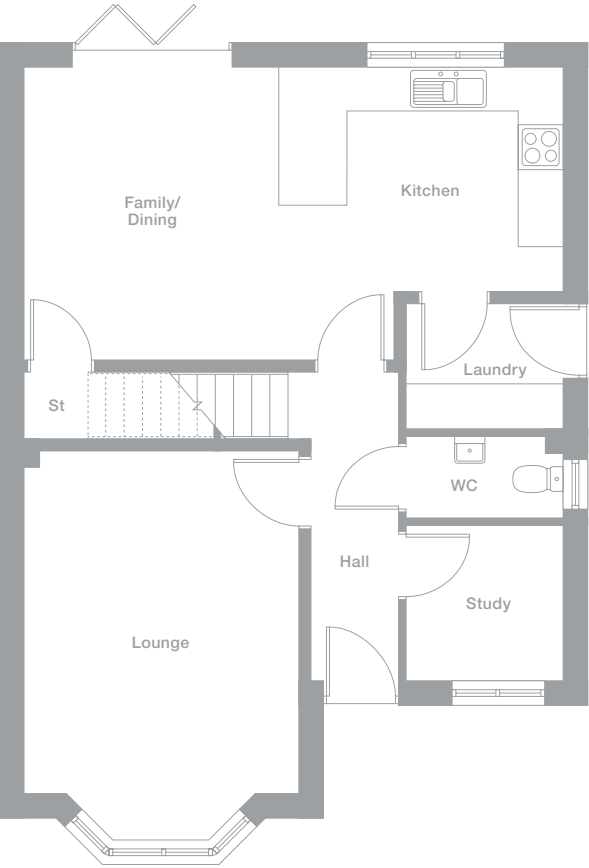 Family/
Dining
Kitchen
Laundry
St
WC
Hall
Study
Lounge